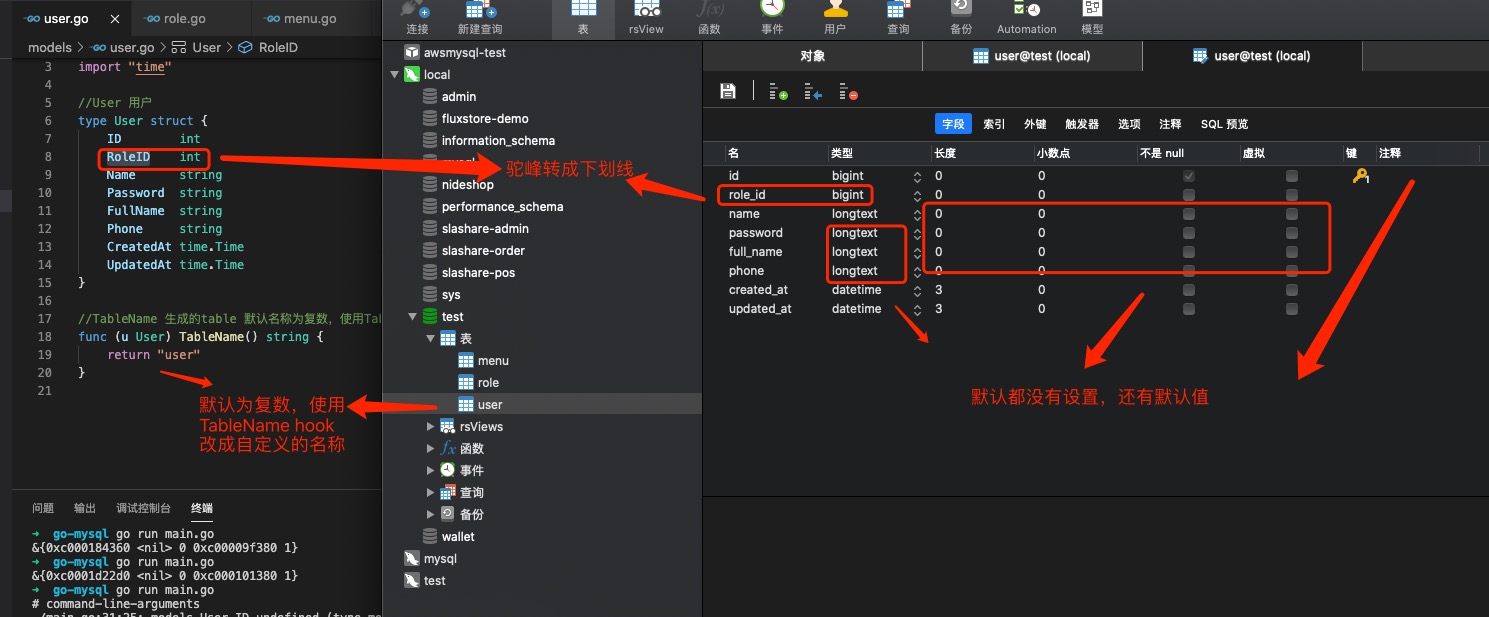 user.go
role.go
menu.go
models > user.go > User > RoleID
3 import "time"
4
5 //User 用户
6 type User struct {
7 ID int
8 RoleID int
9 Name string
10 Password string
11 FullName string
12 Phone string
13 CreatedAt time.Time
14 UpdatedAt time.Time
15 }
16
17 //TableName 生成的table 默认名称为复数，使用Tab
18 func (u User) TableName() string {
19 return "user"
20 }
21
默认为复数，使用
TableName hook
改成自定义的名称
问题 输出 调试控制台 终端
➜ go-mysql go run main.go
&{0xc000184360 <nil> 0 0xc00009f380 1}
➜ go-mysql go run main.go
&{0xc0001d22d0 <nil> 0 0xc000101380 1}
➜ go-mysql go run main.go
# command-line-arguments
连接 新建查询 表 rsView 函数 事件 用户 查询 备份 Automation 模型
awsmysql-test
local
admin
fluxstore-demo
information_schema
nideshop
performance_schema
slashare-admin
slashare-order
slashare-pos
sys
test
表
menu
role
user
rsViews
函数
事件
查询
备份
wallet
mysql
test
驼峰转成下划线
对象 user@test (local) user@test (local)
字段 索引 外键 触发器 选项 注释 SQL 预览
名 类型 长度 小数点 不是 null 虚拟 键 注释
id bigint 0 0 1
role_id bigint 0 0
name longtext 0 0
password longtext 0 0
full_name longtext 0 0
phone longtext 0 0
created_at datetime 3 0
updated_at datetime 3 0
默认都没有设置，还有默认值